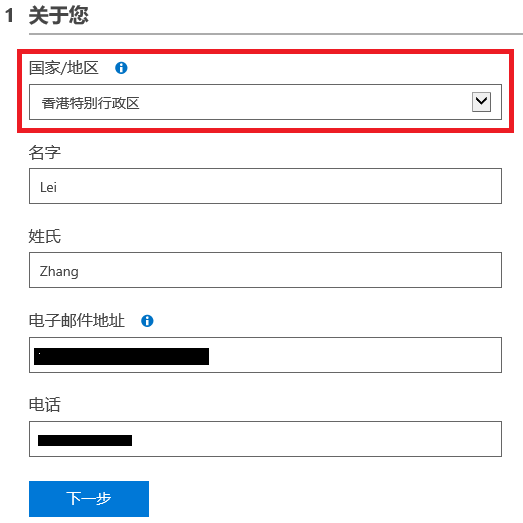 1 关于您
国家/地区
香港特别行政区
名字
Lei
姓氏
Zhang
电子邮件地址
电话
下一步